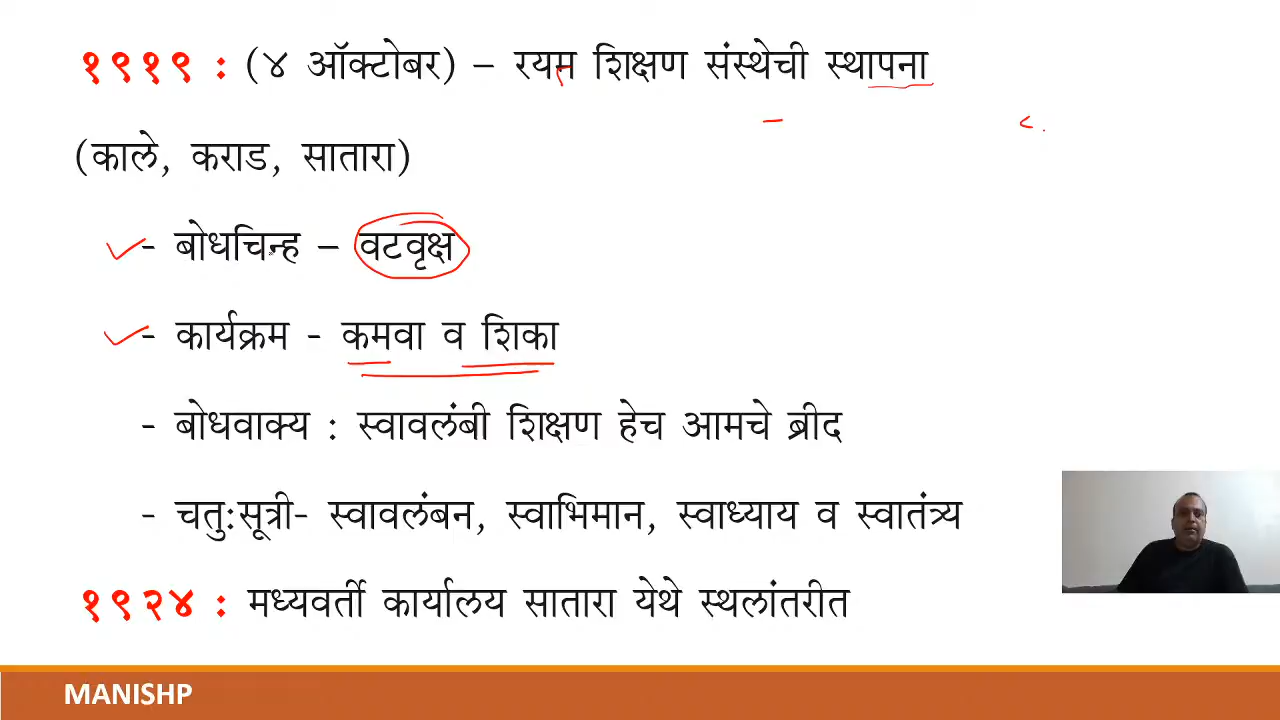 १९१९ : (४ ऑक्टोबर) – रयम शिक्षण संस्थेची स्थापना
(काले, कराड, सातारा)
- बोधचिन्ह – वटवृक्ष
- कार्यक्रम - कमवा व शिका
- बोधवाक्य : स्वावलंबी शिक्षण हेच आमचे ब्रीद
- चतुःसूत्री- स्वावलंबन, स्वाभिमान, स्वाध्याय व स्वातंत्र्य
१९२४ : मध्यवर्ती कार्यालय सातारा येथे स्थलांतरीत
MANISHP